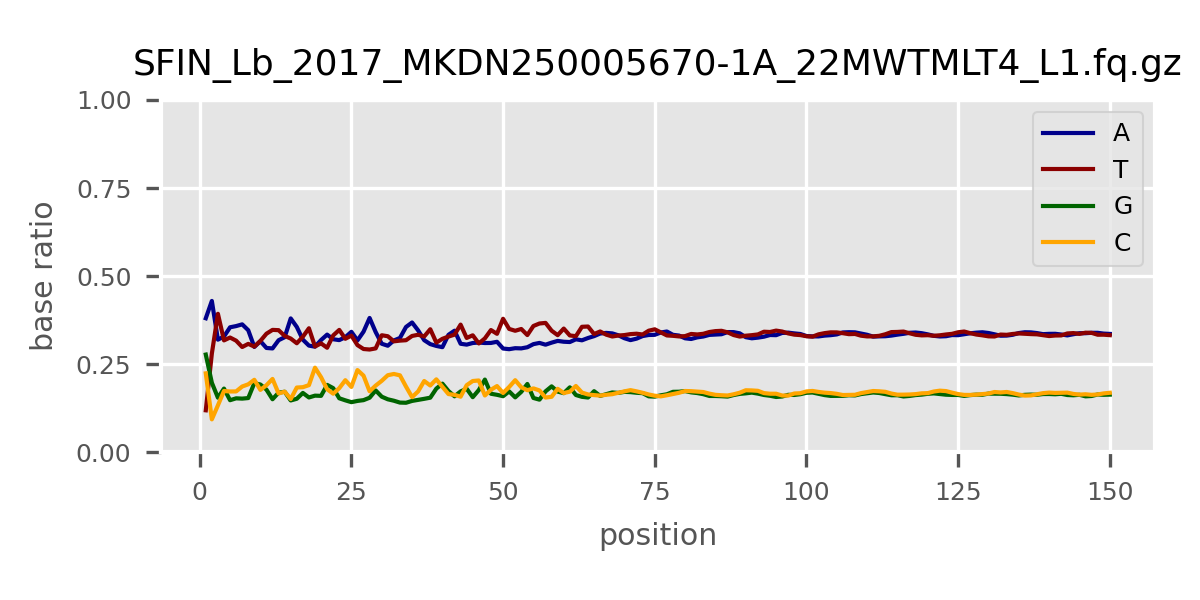 SFIN_Lb_2017_MKDN250005670-1A_22MWTMLT4_L1.fq.gz
1.00
0.75
0.50
0.25
0.00
base ratio
A
T
G
C
0 25 50 75 100 125 150
position